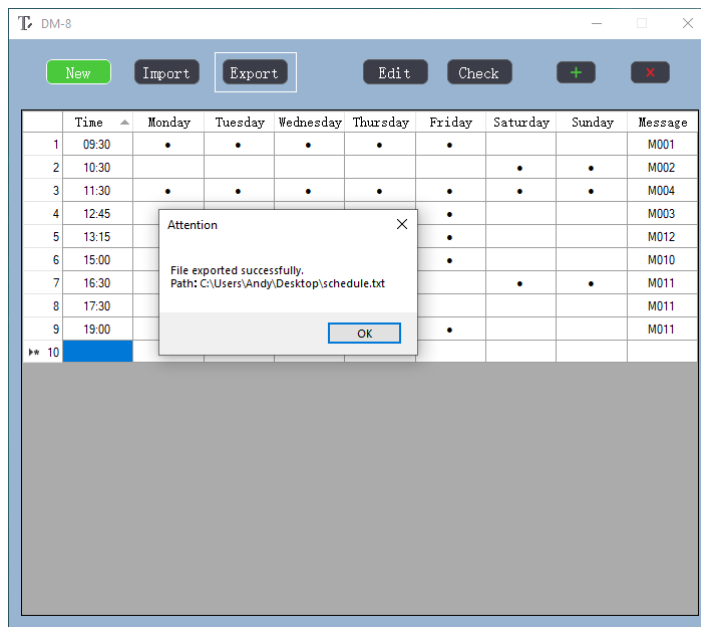 DM-8
New Import Export Edit Check
Time Monday Tuesday Wednesday Thursday Friday Saturday Sunday Message
1 09:30 • • • • • M001
2 10:30 • • M002
3 11:30 • • • • • • • M004
4 12:45 • M003
5 13:15 • M012
6 15:00 • M010
7 16:30 • • M011
8 17:30 M011
9 19:00 • M011
10
Attention
File exported successfully.
Path: C:\Users\Andy\Desktop\schedule.txt
OK